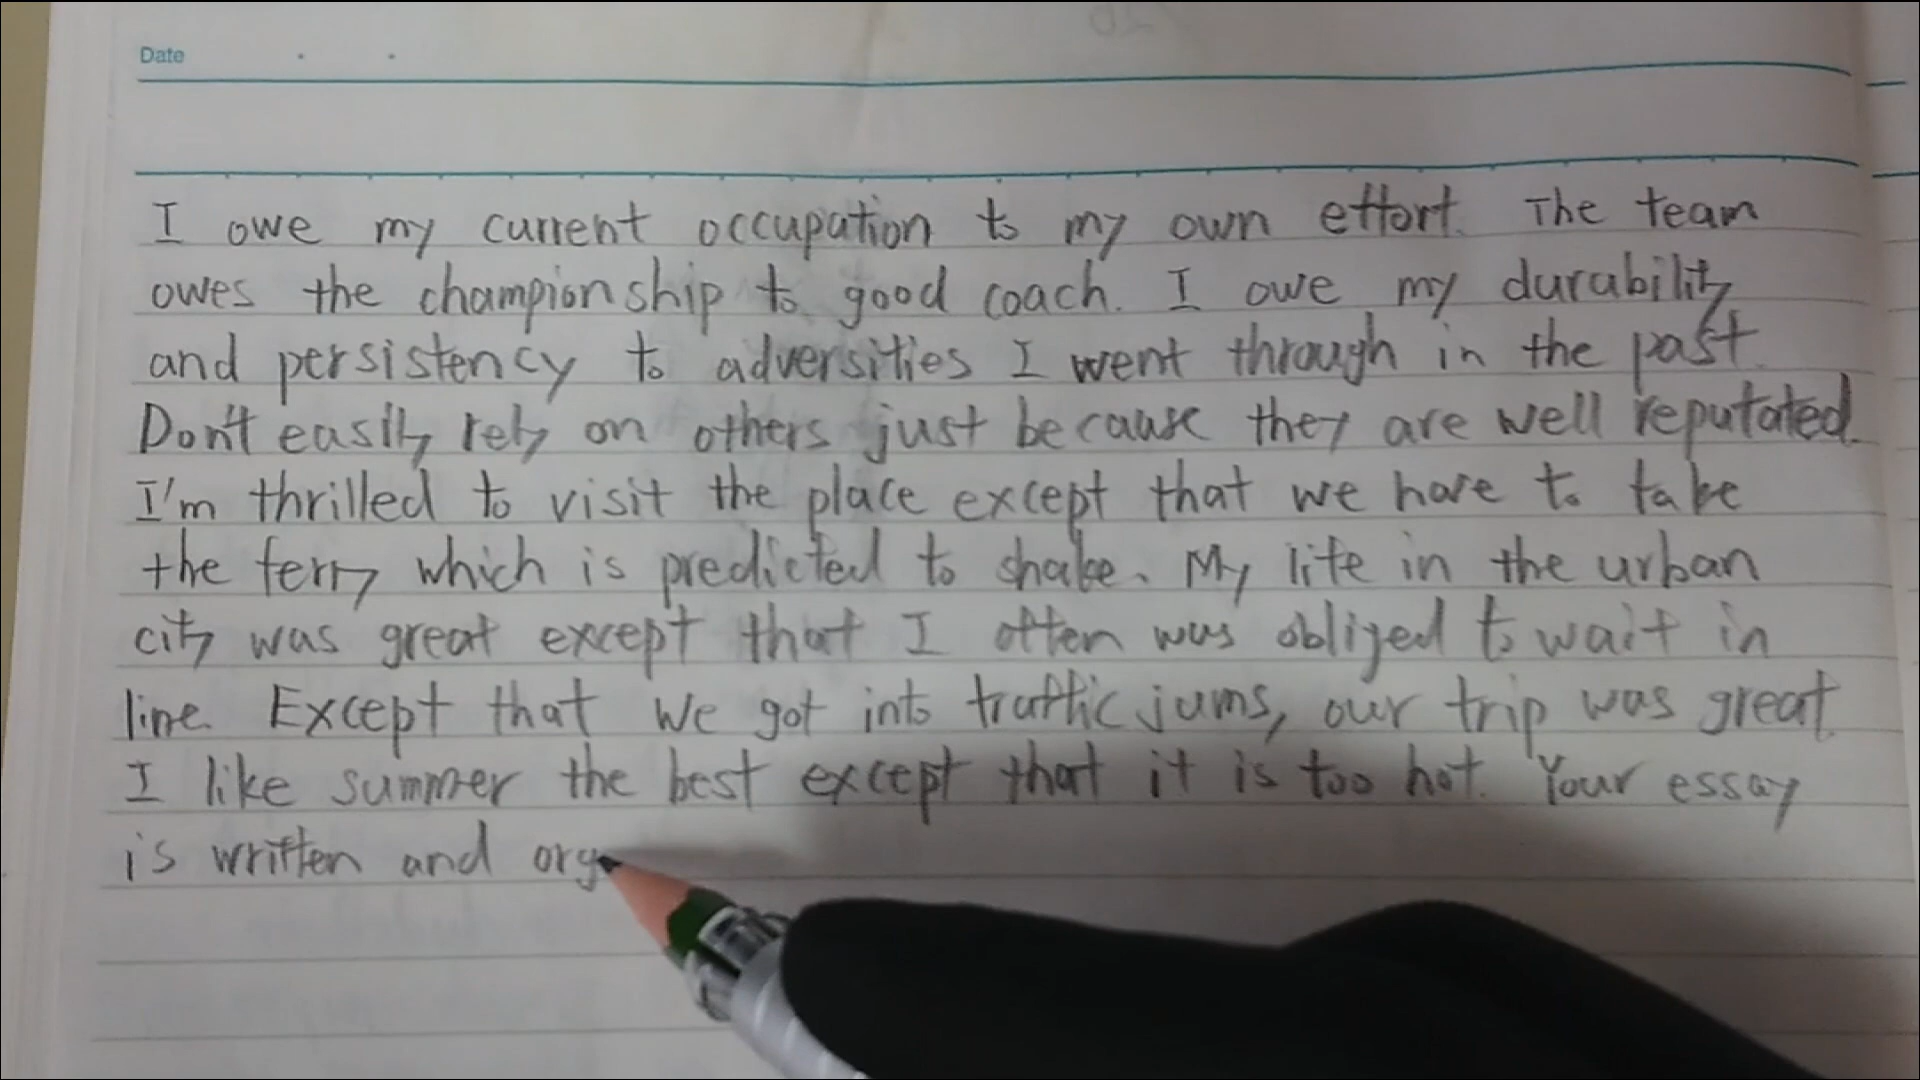 Date
I owe my current occupation to my own effort. The team
owes the championship to good coach. I owe my durability
and persistency to adversities I went through in the past.
Don't easily rely on others just because they are well reputated.
I'm thrilled to visit the place except that we have to take
the ferry which is predicted to shake. My life in the urban
city was great except that I often was obliged to wait in
line. Except that we got into traffic jams, our trip was great.
I like summer the best except that it is too hot. Your essay
is written and org